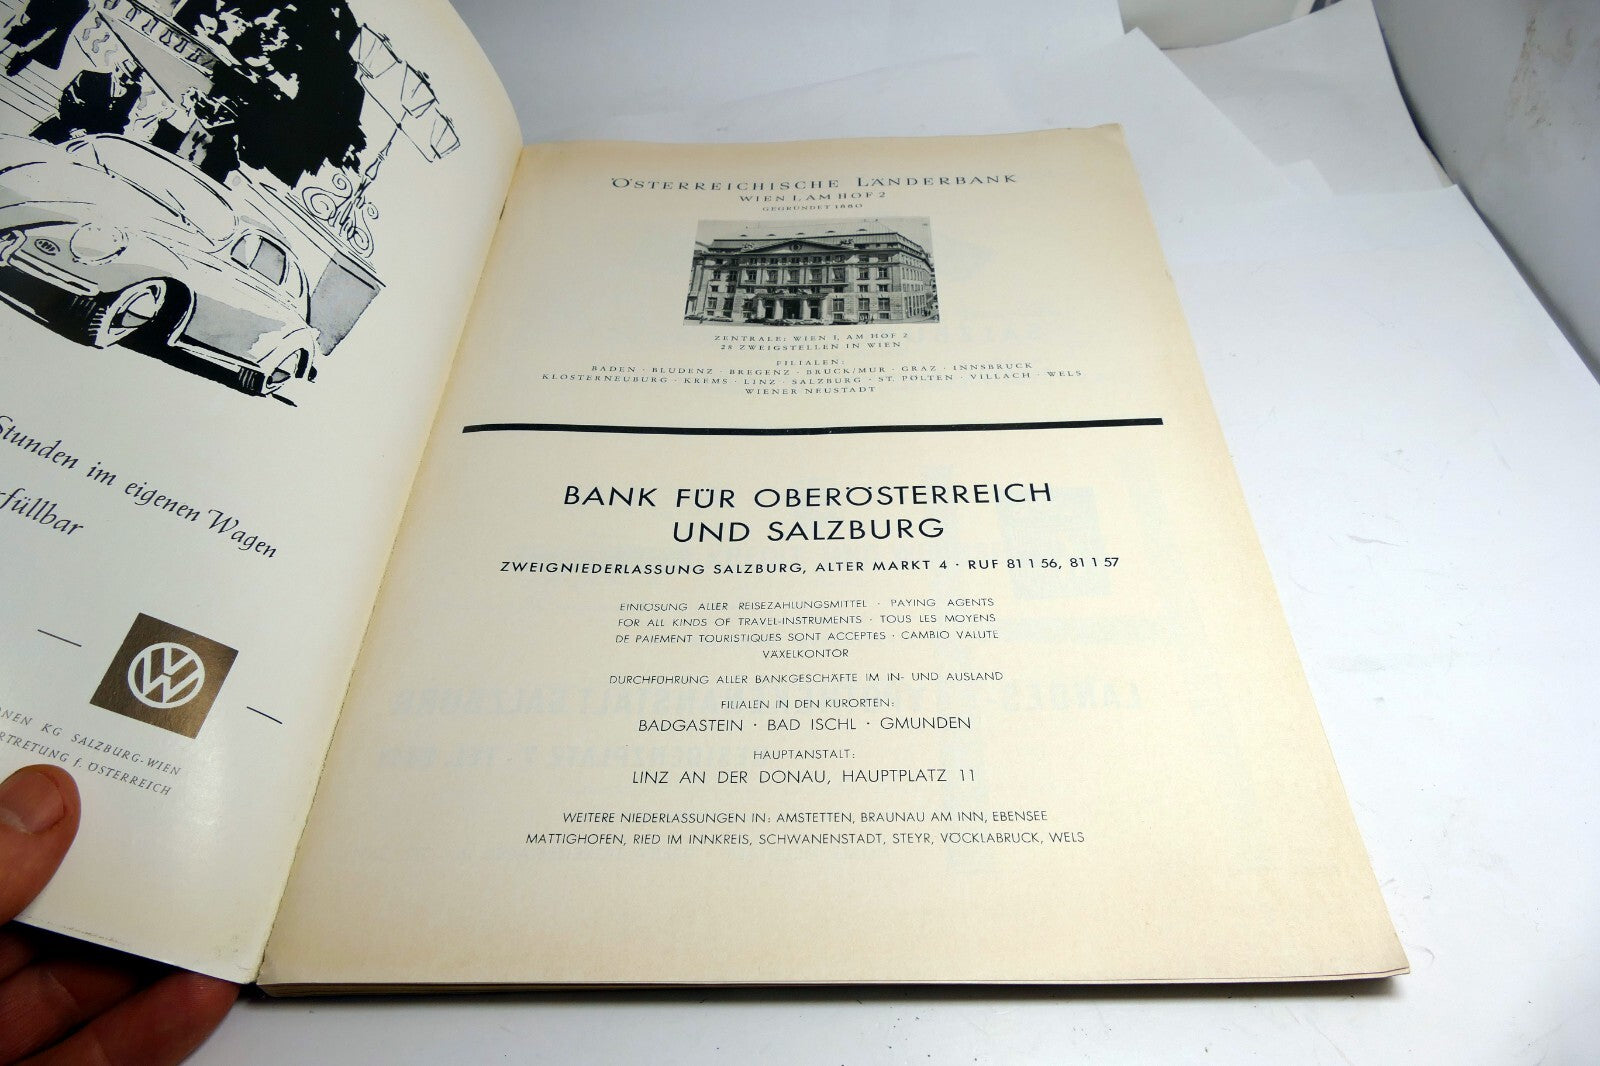 Stunden im eigenen Wagen
erfüllbar
VW
KG SALZBURG-WIEN
F. ÖSTERREICH
ÖSTERREICHISCHE LÄNDERBANK
WIEN I, AM HOF 2
GEGRÜNDET 1880
ZENTRALE: WIEN I, AM HOF 2
28 ZWEIGSTELLEN IN WIEN
FILIALEN:
BADEN · BLUDENZ · BREGENZ · BRUCK/MUR · GRAZ · INNSBRUCK
KLOSTERNEUBURG · KREMS · LINZ · SALZBURG · ST. PÖLTEN · VILLACH · WELS
WIENER NEUSTADT
BANK FÜR OBERÖSTERREICH
UND SALZBURG
ZWEIGNIEDERLASSUNG SALZBURG, ALTER MARKT 4 · RUF 81 1 56, 81 1 57
EINLÖSUNG ALLER REISEZAHLUNGSMITTEL · PAYING AGENTS
FOR ALL KINDS OF TRAVEL-INSTRUMENTS · TOUS LES MOYENS
DE PAIEMENT TOURISTIQUES SONT ACCEPTES · CAMBIO VALUTE
VÄXELKONTOR
DURCHFÜHRUNG ALLER BANKGESCHÄFTE IM IN- UND AUSLAND
FILIALEN IN DEN KURORTEN:
BADGASTEIN · BAD ISCHL · GMUNDEN
HAUPTANSTALT:
LINZ AN DER DONAU, HAUPTPLATZ 11
WEITERE NIEDERLASSUNGEN IN: AMSTETTEN, BRAUNAU AM INN, EBENSEE
MATTIGHOFEN, RIED IM INNKREIS, SCHWANENSTADT, STEYR, VÖCKLABRUCK, WELS